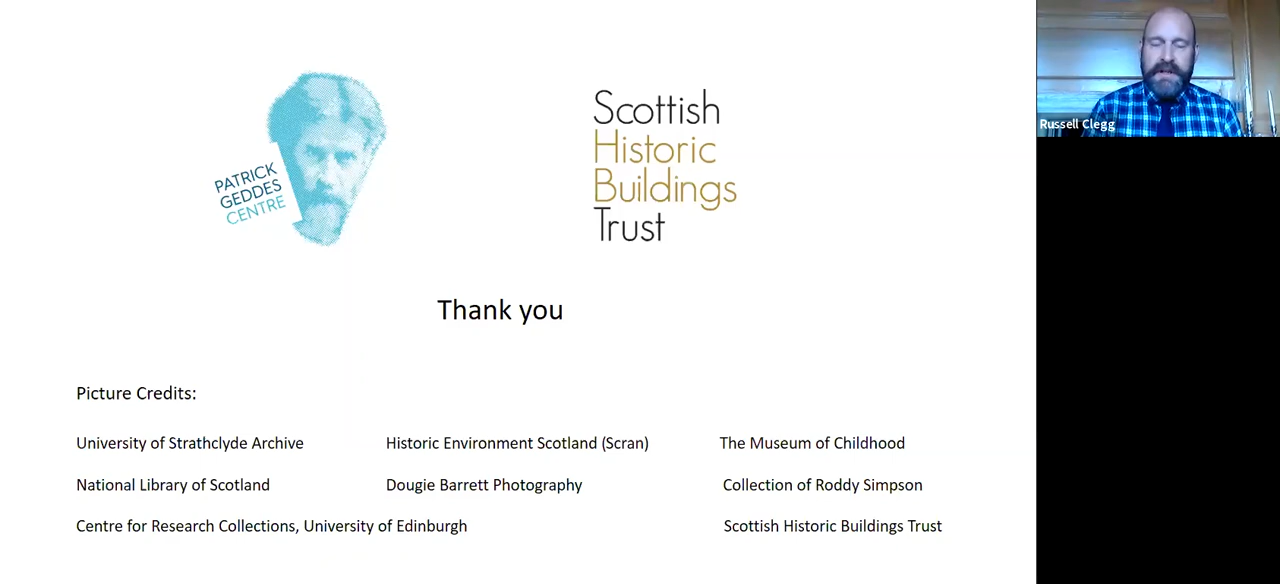 PATRICK
GEDDES
CENTRE
Scottish
Historic
Buildings
Trust
Russell Clegg
Thank you
Picture Credits:
University of Strathclyde Archive
Historic Environment Scotland (Scran)
The Museum of Childhood
National Library of Scotland
Dougie Barrett Photography
Collection of Roddy Simpson
Centre for Research Collections, University of Edinburgh
Scottish Historic Buildings Trust